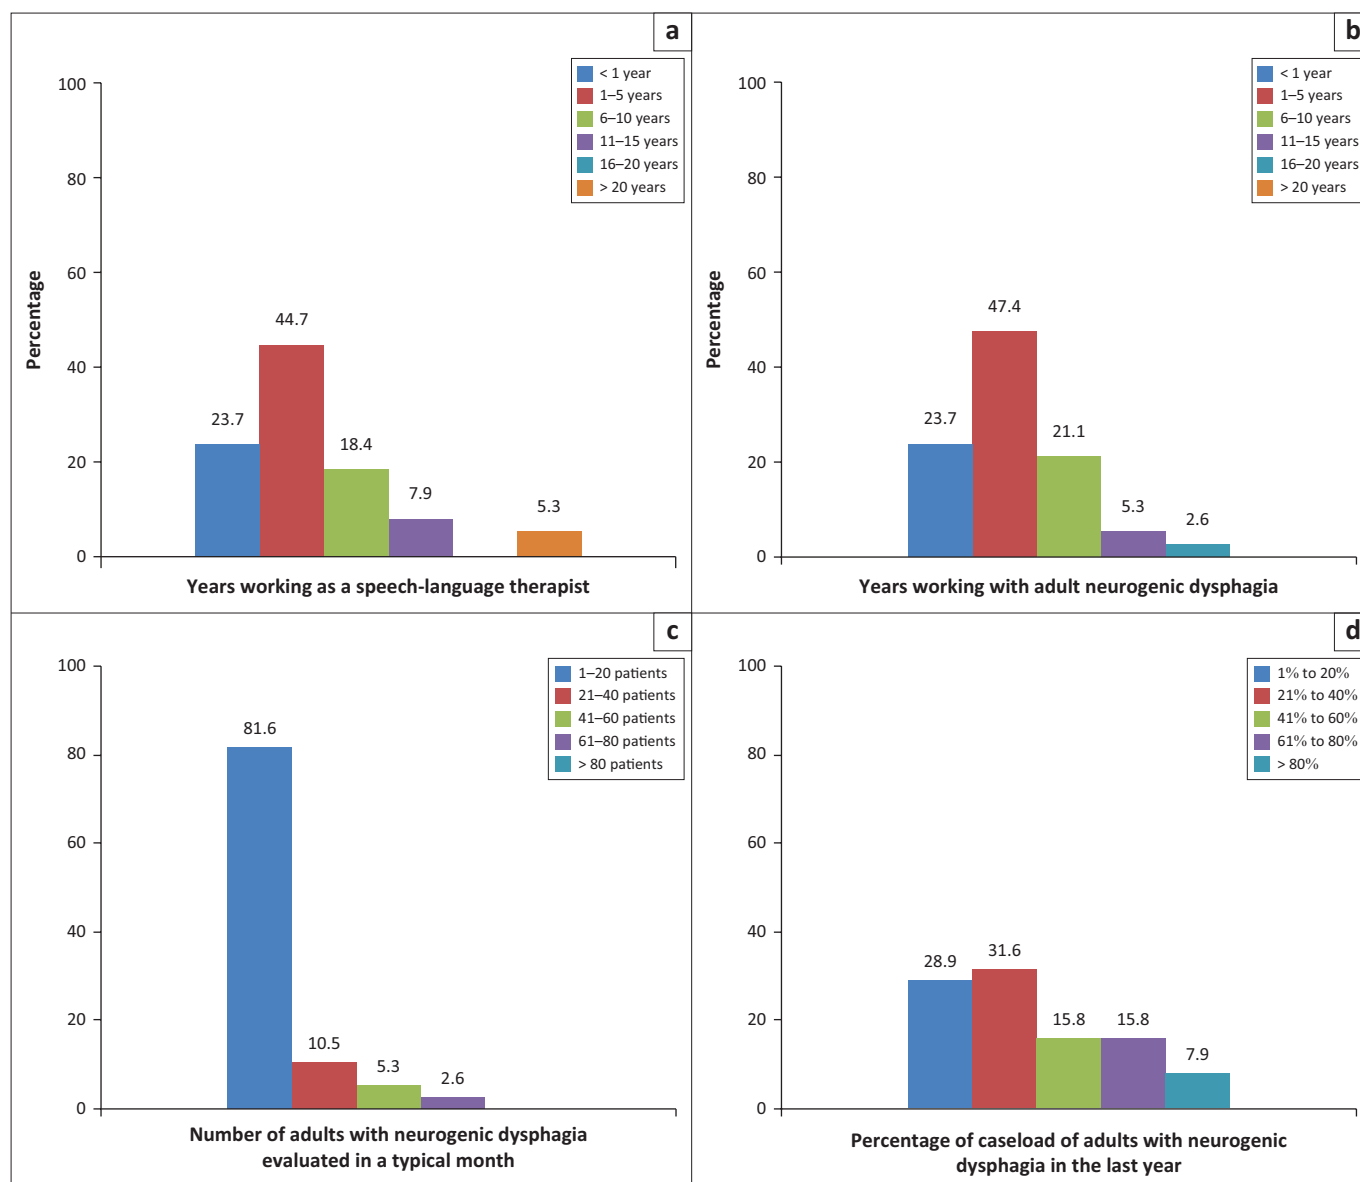 a
Percentage
100
80
60
40
20
0
< 1 year
1–5 years
6–10 years
11–15 years
16–20 years
> 20 years
23.7
44.7
18.4
7.9
5.3
Years working as a speech-language therapist
b
Percentage
100
80
60
40
20
0
< 1 year
1–5 years
6–10 years
11–15 years
16–20 years
> 20 years
23.7
47.4
21.1
5.3
2.6
Years working with adult neurogenic dysphagia
c
100
80
60
40
20
0
1–20 patients
21–40 patients
41–60 patients
61–80 patients
> 80 patients
81.6
10.5
5.3
2.6
Number of adults with neurogenic dysphagia
evaluated in a typical month
d
100
80
60
40
20
0
1% to 20%
21% to 40%
41% to 60%
61% to 80%
> 80%
28.9
31.6
15.8
15.8
7.9
Percentage of caseload of adults with neurogenic
dysphagia in the last year